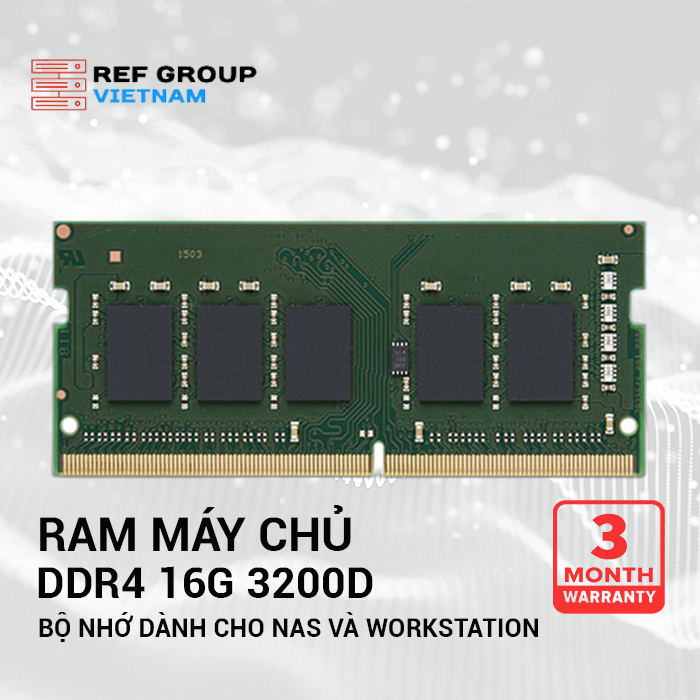 REF GROUP
VIETNAM
1503
RAM MÁY CHỦ
DDR4 16G 3200D
BỘ NHỚ DÀNH CHO NAS VÀ WORKSTATION
3
MONTH
WARRANTY